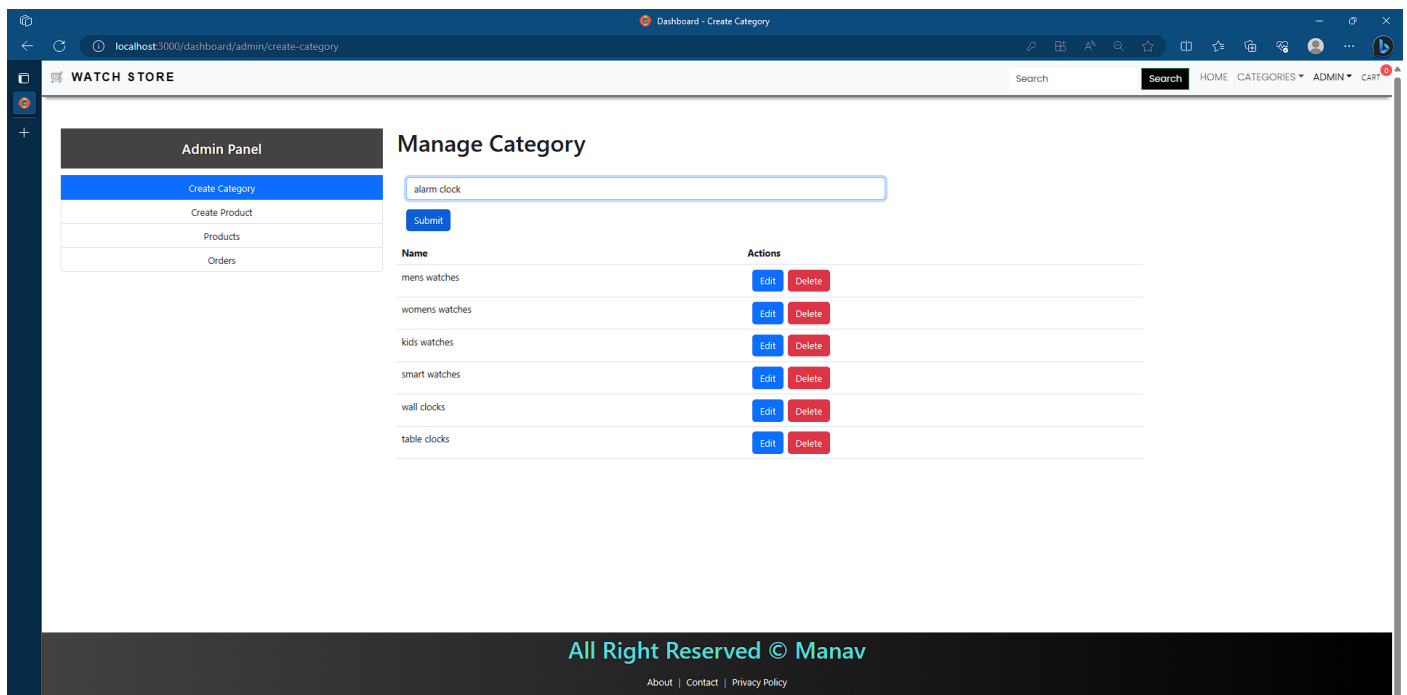 Dashboard - Create Category
localhost:3000/dashboard/admin/create-category
WATCH STORE
Search
Search
HOME CATEGORIES ADMIN CART 0
Admin Panel
Create Category
Create Product
Products
Orders
Manage Category
alarm clock
Submit
Name Actions
mens watches Edit Delete
womens watches Edit Delete
kids watches Edit Delete
smart watches Edit Delete
wall clocks Edit Delete
table clocks Edit Delete
All Right Reserved © Manav
About | Contact | Privacy Policy